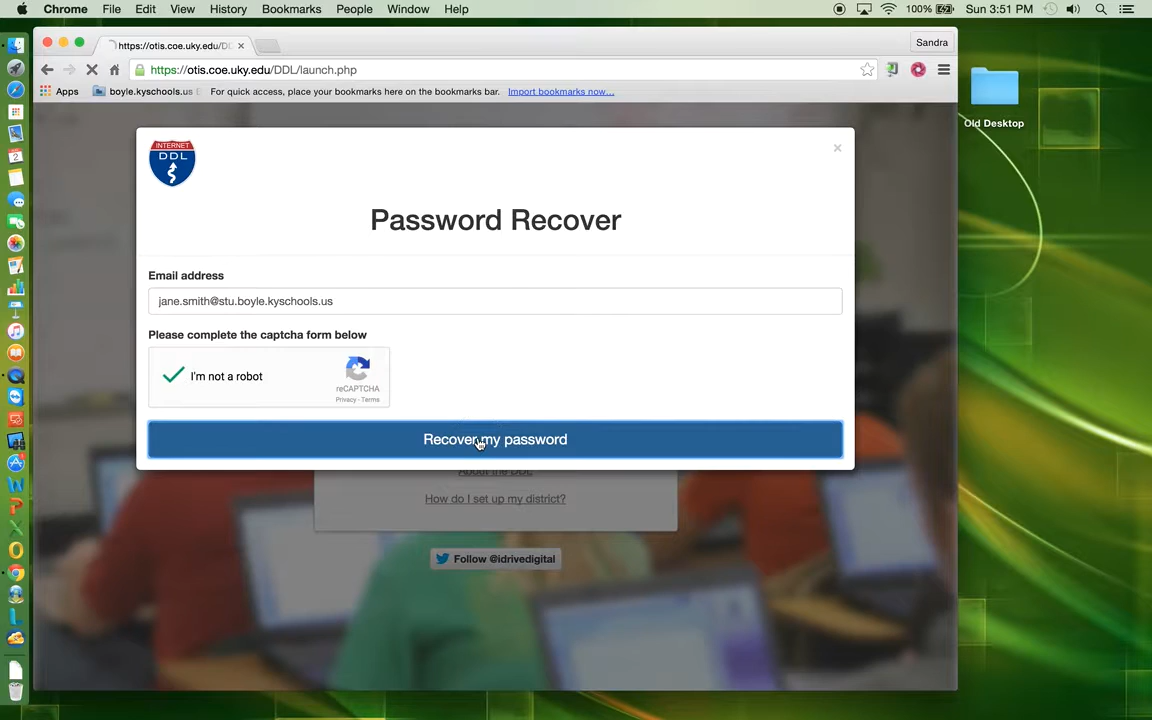 Chrome File Edit View History Bookmarks People Window Help 100% Sun 3:51 PM
https://otis.coe.uky.edu/DD × Sandra
https://otis.coe.uky.edu/DDL/launch.php
Apps boyle.kyschools.us For quick access, place your bookmarks here on the bookmarks bar. Import bookmarks now…
Old Desktop
INTERNET
DDL
×
Password Recover
Email address
jane.smith@stu.boyle.kyschools.us
Please complete the captcha form below
I'm not a robot
reCAPTCHA
Privacy - Terms
Recover my password
About the DDL
How do I set up my district?
Follow @idrivedigital